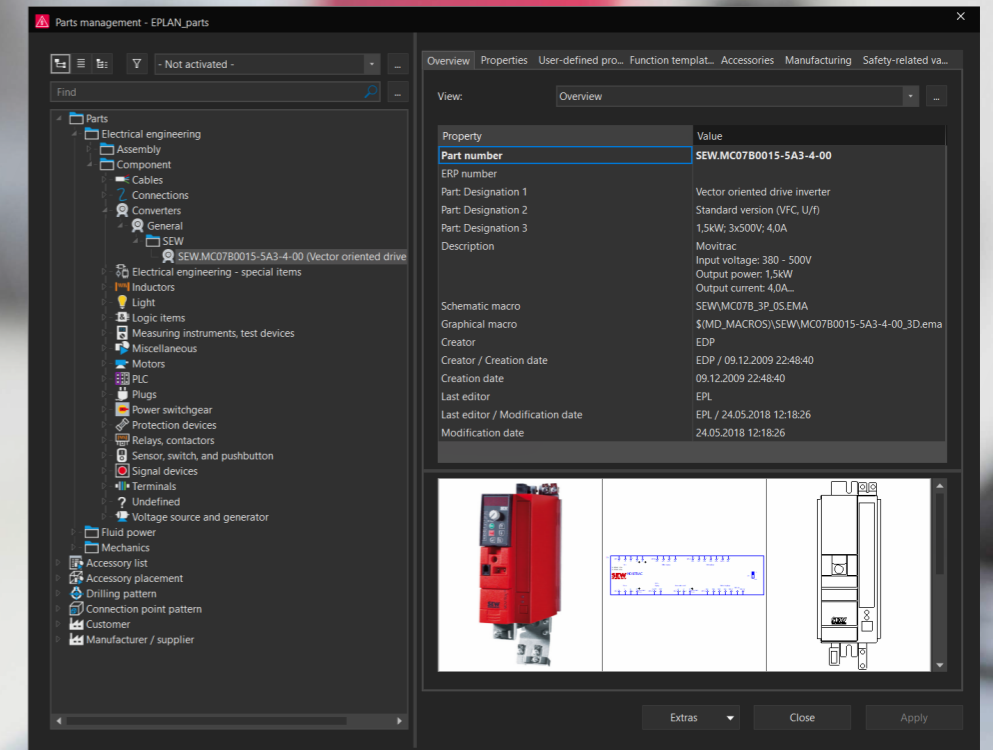 Parts management - EPLAN_parts
- Not activated -
...
Find
...
Parts
Electrical engineering
Assembly
Component
Cables
Connections
Converters
General
SEW
SEW.MC07B0015-5A3-4-00 (Vector oriented drive
Electrical engineering - special items
Inductors
Light
Logic items
Measuring instruments, test devices
Miscellaneous
Motors
PLC
Plugs
Power switchgear
Protection devices
Relays, contactors
Sensor, switch, and pushbutton
Signal devices
Terminals
Undefined
Voltage source and generator
Fluid power
Mechanics
Accessory list
Accessory placement
Drilling pattern
Connection point pattern
Customer
Manufacturer / supplier
Overview Properties User-defined pro... Function templat... Accessories Manufacturing Safety-related va...
View: Overview ...
Property Value
Part number SEW.MC07B0015-5A3-4-00
ERP number
Part: Designation 1 Vector oriented drive inverter
Part: Designation 2 Standard version (VFC, U/f)
Part: Designation 3 1,5kW; 3x500V; 4,0A
Description Movitrac
Input voltage: 380 - 500V
Output power: 1,5kW
Output current: 4,0A...
Schematic macro SEW\MC07B_3P_0S.EMA
Graphical macro $(MD_MACROS)\SEW\MC07B0015-5A3-4-00_3D.ema
Creator EDP
Creator / Creation date EDP / 09.12.2009 22:48:40
Creation date 09.12.2009 22:48:40
Last editor EPL
Last editor / Modification date EPL / 24.05.2018 12:18:26
Modification date 24.05.2018 12:18:26
SEW
SEW
SEW
Extras Close Apply